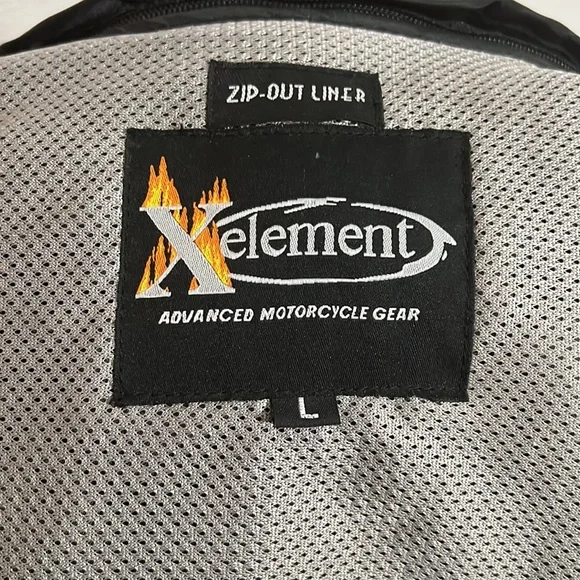 ZIP-OUT LINER
Xelement
ADVANCED MOTORCYCLE GEAR
L